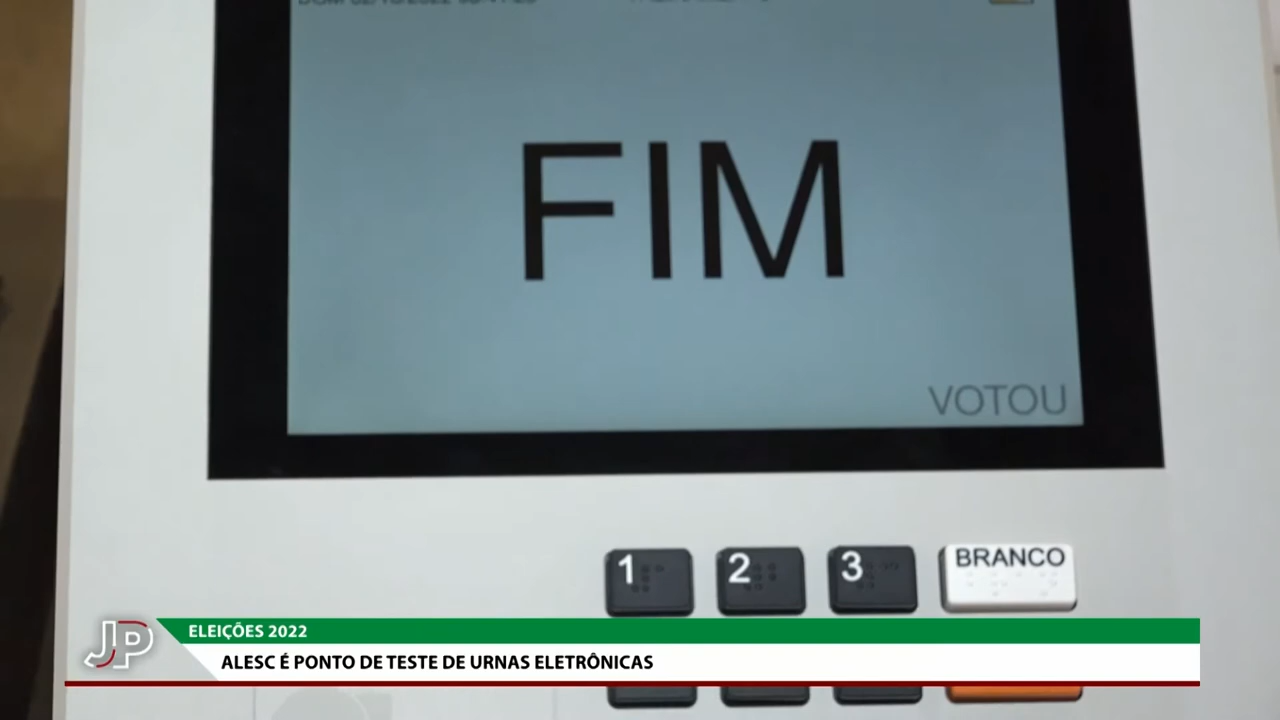 FIM
VOTOU
1 2 3 BRANCO
JP ELEIÇÕES 2022
ALESC É PONTO DE TESTE DE URNAS ELETRÔNICAS